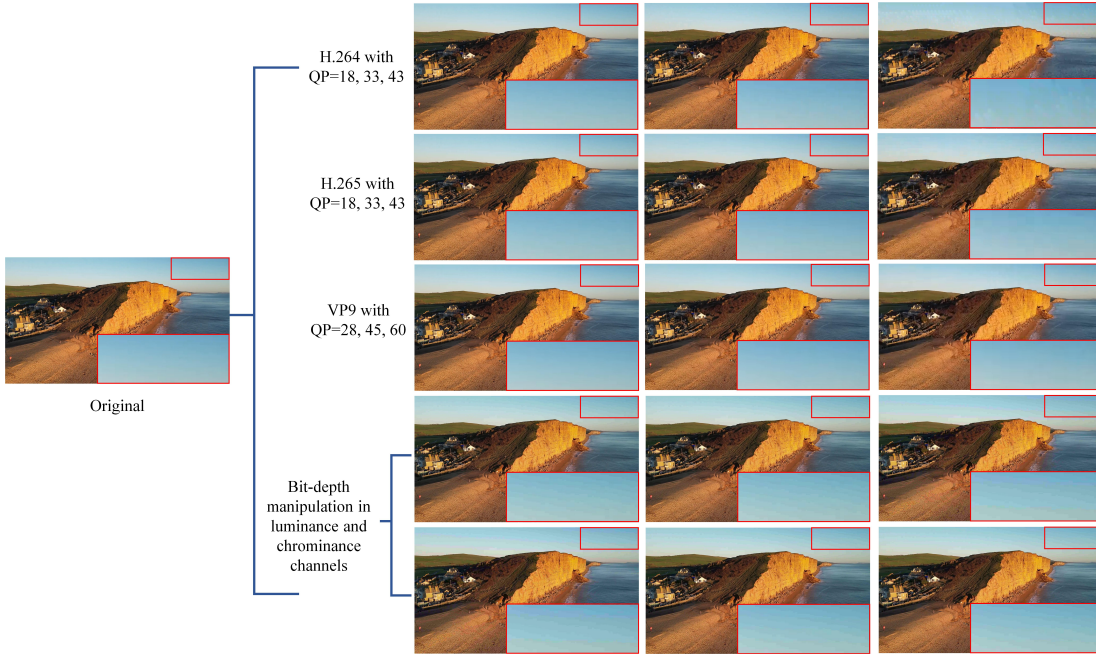 H.264 with
QP=18, 33, 43
H.265 with
QP=18, 33, 43
VP9 with
QP=28, 45, 60
Original
Bit-depth
manipulation in
luminance and
chrominance
channels